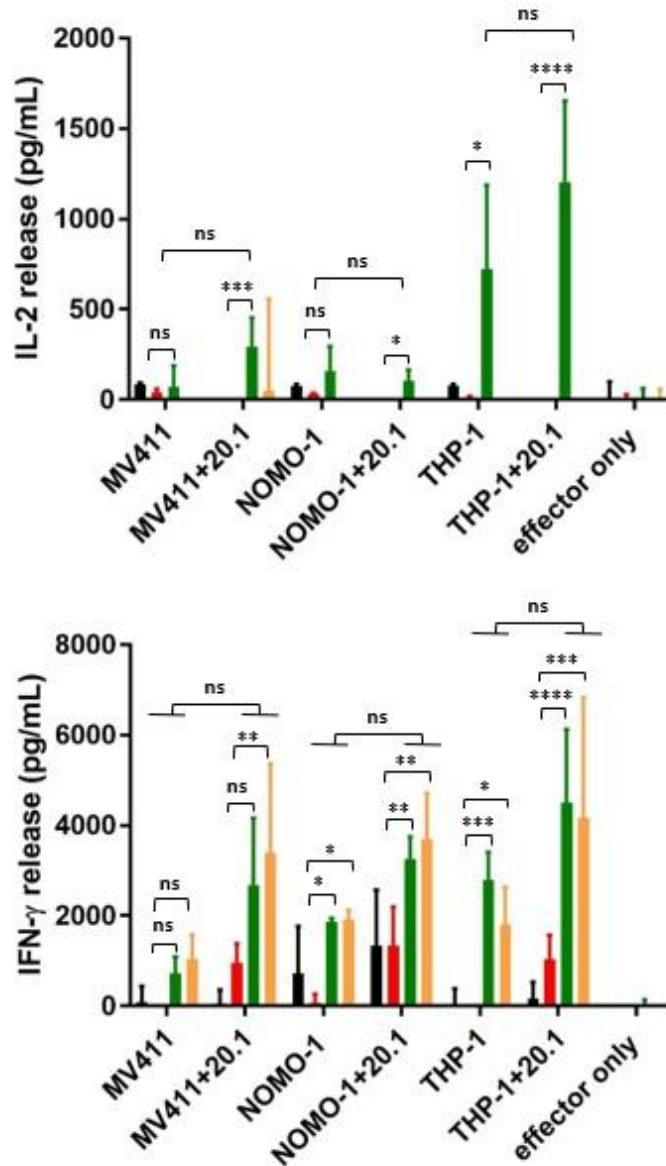 ns
2000
****
1500
*
1000
IL-2 release (pg/mL)
ns
ns
500
***
ns
ns
*
0
MV411
MV411+20.1
NOMO-1
NOMO-1+20.1
THP-1
THP-1+20.1
effector only
ns
8000
***
ns
ns
****
**
**
6000
*
ns
**
***
4000
*
ns
*
ns
2000
IFN-γ release (pg/mL)
0
MV411
MV411+20.1
NOMO-1
NOMO-1+20.1
THP-1
THP-1+20.1
effector only